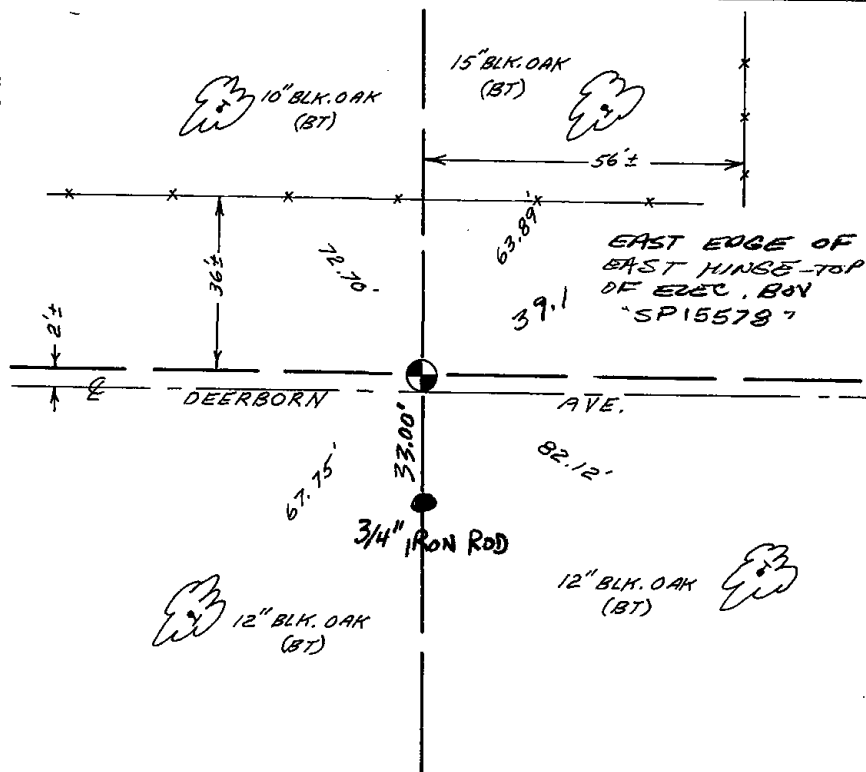 10" BLK. OAK
(BT)
15" BLK. OAK
(BT)
56'±
36'±
72.70'
63.89'
39.1
EAST EDGE OF
EAST HINGE-TOP
OF ELEC. BOX
"SP15578"
2'±
℄
DEERBORN
AVE.
33.00'
67.75'
82.12'
3/4" IRON ROD
12" BLK. OAK
(BT)
12" BLK. OAK
(BT)